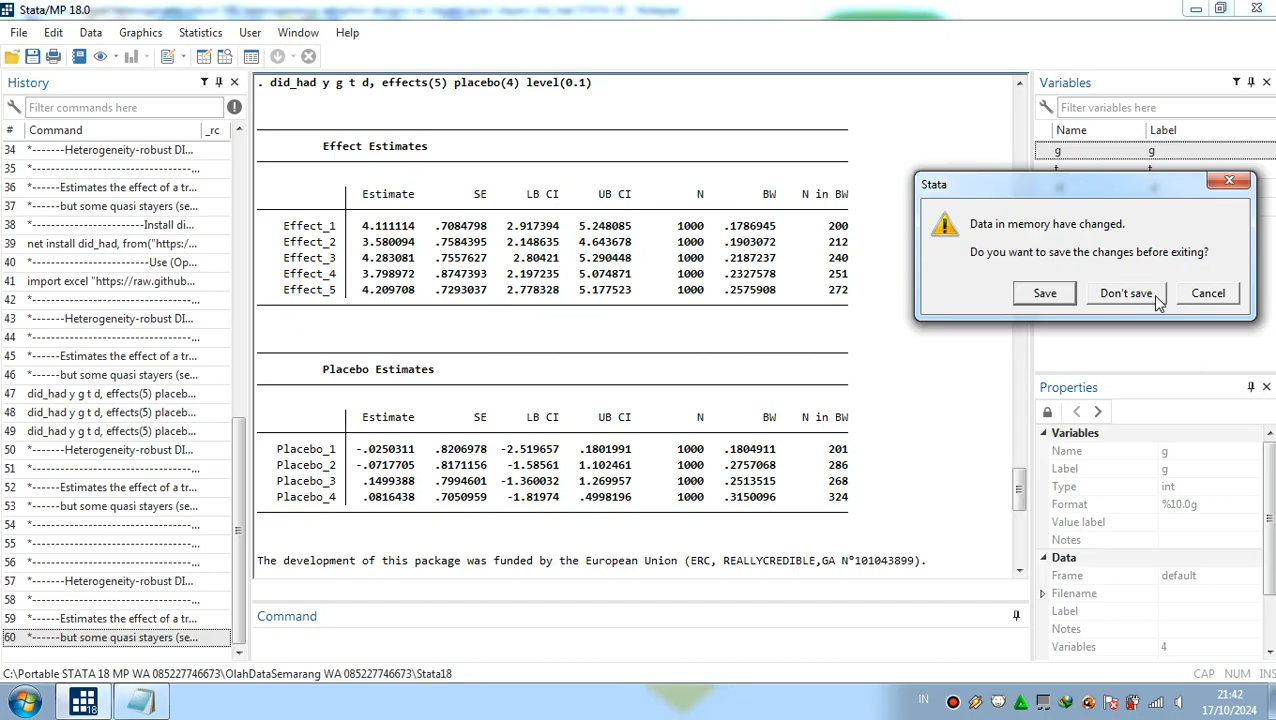 Stata/MP 18.0
File Edit Data Graphics Statistics User Window Help
History
Filter commands here
# Command _rc
34 *-------Heterogeneity-robust DI...
35 *----------------------------------...
36 *------Estimates the effect of a tr...
37 *------but some quasi stayers (se...
38 *-----------------------Install di...
39 net install did_had, from("https:/...
40 *---------------------------Use (Op...
41 import excel "https://raw.github...
42 *----------------------------------...
43 *-------Heterogeneity-robust DI...
44 *----------------------------------...
45 *------Estimates the effect of a tr...
46 *------but some quasi stayers (se...
47 did_had y g t d, effects(5) placeb...
48 did_had y g t d, effects(5) placeb...
49 did_had y g t d, effects(5) placeb...
50 *-------Heterogeneity-robust DI...
51 *----------------------------------...
52 *------Estimates the effect of a tr...
53 *------but some quasi stayers (se...
54 *----------------------------------...
55 *----------------------------------...
56 *----------------------------------...
57 *-------Heterogeneity-robust DI...
58 *----------------------------------...
59 *------Estimates the effect of a tr...
60 *------but some quasi stayers (se...
. did_had y g t d, effects(5) placebo(4) level(0.1)
Effect Estimates
Estimate SE LB CI UB CI N BW N in BW
Effect_1 4.111114 .7084798 2.917394 5.248085 1000 .1786945 200
Effect_2 3.580094 .7584395 2.148635 4.643678 1000 .1903072 212
Effect_3 4.283081 .7557627 2.80421 5.290448 1000 .2187237 240
Effect_4 3.798972 .8747393 2.197235 5.074871 1000 .2327578 251
Effect_5 4.209708 .7293037 2.778328 5.177523 1000 .2575908 272
Placebo Estimates
Estimate SE LB CI UB CI N BW N in BW
Placebo_1 -.0250311 .8206978 -2.519657 .1801991 1000 .1804911 201
Placebo_2 -.0717705 .8171156 -1.58561 1.102461 1000 .2757068 286
Placebo_3 .1499388 .7994601 -1.360032 1.269957 1000 .2513515 268
Placebo_4 .0816438 .7050959 -1.81974 .4998196 1000 .3150096 324
The development of this package was funded by the European Union (ERC, REALLYCREDIBLE,GA N°101043899).
Command
Variables
Filter variables here
Name Label
g g
Stata
Data in memory have changed.
Do you want to save the changes before exiting?
Save Don't save Cancel
Properties
Variables
Name g
Label g
Type int
Format %10.0g
Value label
Notes
Data
Frame default
Filename
Label
Notes
Variables 4
C:\Portable STATA 18 MP WA 085227746673\OlahDataSemarang WA 085227746673\Stata18
CAP NUM INS
18
IN
21:42
17/10/2024